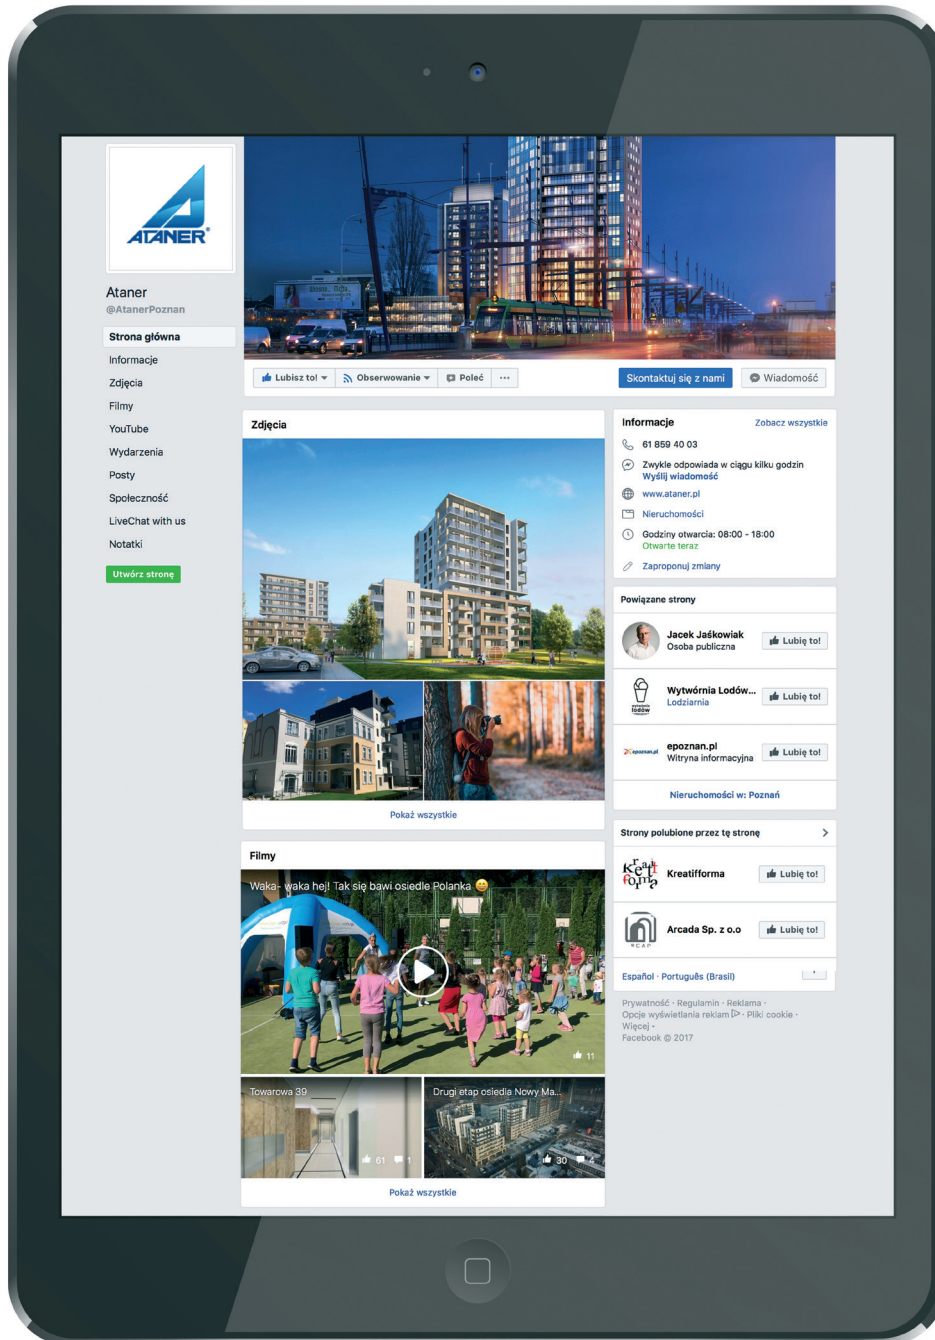 ATANER®
Ataner
@AtanerPoznan
Strona główna
Informacje
Zdjęcia
Filmy
YouTube
Wydarzenia
Posty
Społeczność
LiveChat with us
Notatki
Utwórz stronę
Lubisz to!
Obserwowanie
Poleć
Skontaktuj się z nami
Wiadomość
Zdjęcia
Pokaż wszystkie
Filmy
Waka- waka hej! Tak się bawi osiedle Polanka 😀
11
Towarowa 39
61 1
Drugi etap osiedla Nowy Ma...
30 4
Pokaż wszystkie
Informacje Zobacz wszystkie
61 859 40 03
Zwykle odpowiada w ciągu kilku godzin
Wyślij wiadomość
www.ataner.pl
Nieruchomości
Godziny otwarcia: 08:00 - 18:00
Otwarte teraz
Zaproponuj zmiany
Powiązane strony
Jacek Jaśkowiak
Osoba publiczna
Lubię to!
wytwórnia
lodów
Wytwórnia Lodów...
Lodziarnia
Lubię to!
epoznan.pl
epoznan.pl
Witryna informacyjna
Lubię to!
Nieruchomości w: Poznań
Strony polubione przez tę stronę
Kreatifforma
Kreatifforma
Lubię to!
RCAP
Arcada Sp. z o.o
Lubię to!
Español · Português (Brasil)
Prywatność · Regulamin · Reklama ·
Opcje wyświetlania reklam · Pliki cookie ·
Więcej
Facebook © 2017